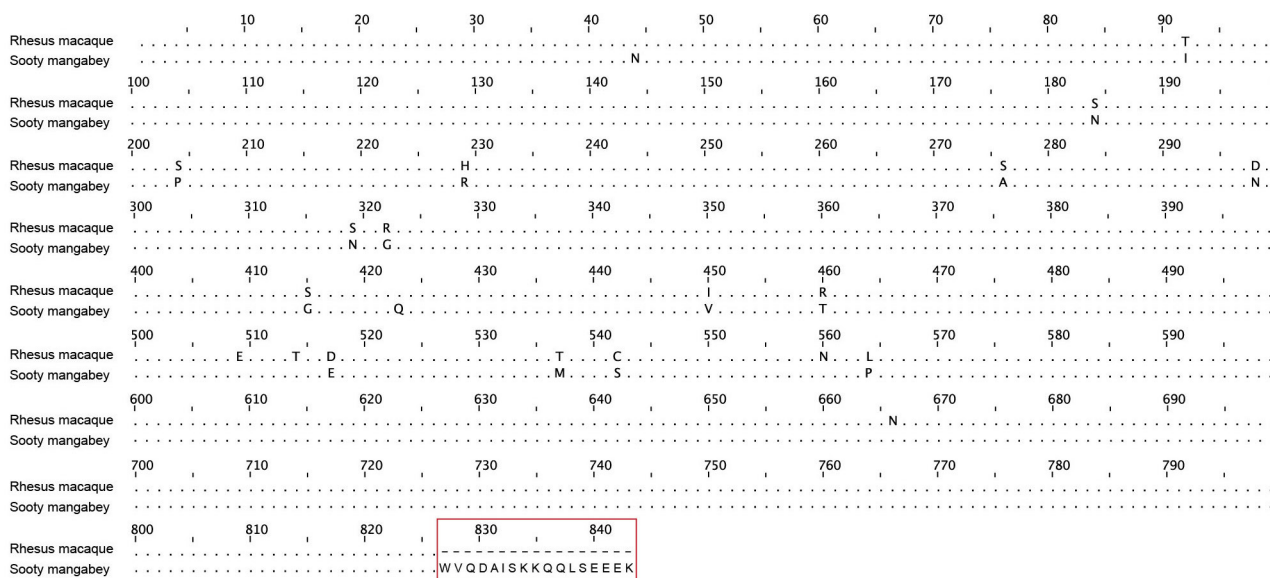 10 20 30 40 50 60 70 80 90
Rhesus macaque T
Sooty mangabey N I
100 110 120 130 140 150 160 170 180 190
Rhesus macaque S
Sooty mangabey N
200 210 220 230 240 250 260 270 280 290
Rhesus macaque S H S D
Sooty mangabey P R A N
300 310 320 330 340 350 360 370 380 390
Rhesus macaque S R
Sooty mangabey N G
400 410 420 430 440 450 460 470 480 490
Rhesus macaque S I R
Sooty mangabey G Q V T
500 510 520 530 540 550 560 570 580 590
Rhesus macaque E T D T C N L
Sooty mangabey E M S P
600 610 620 630 640 650 660 670 680 690
Rhesus macaque N
Sooty mangabey
700 710 720 730 740 750 760 770 780 790
Rhesus macaque
Sooty mangabey
800 810 820 830 840
Rhesus macaque - - - - - - - - - - - - - - - - -
Sooty mangabey WVQDAISKKQQLSEEEK